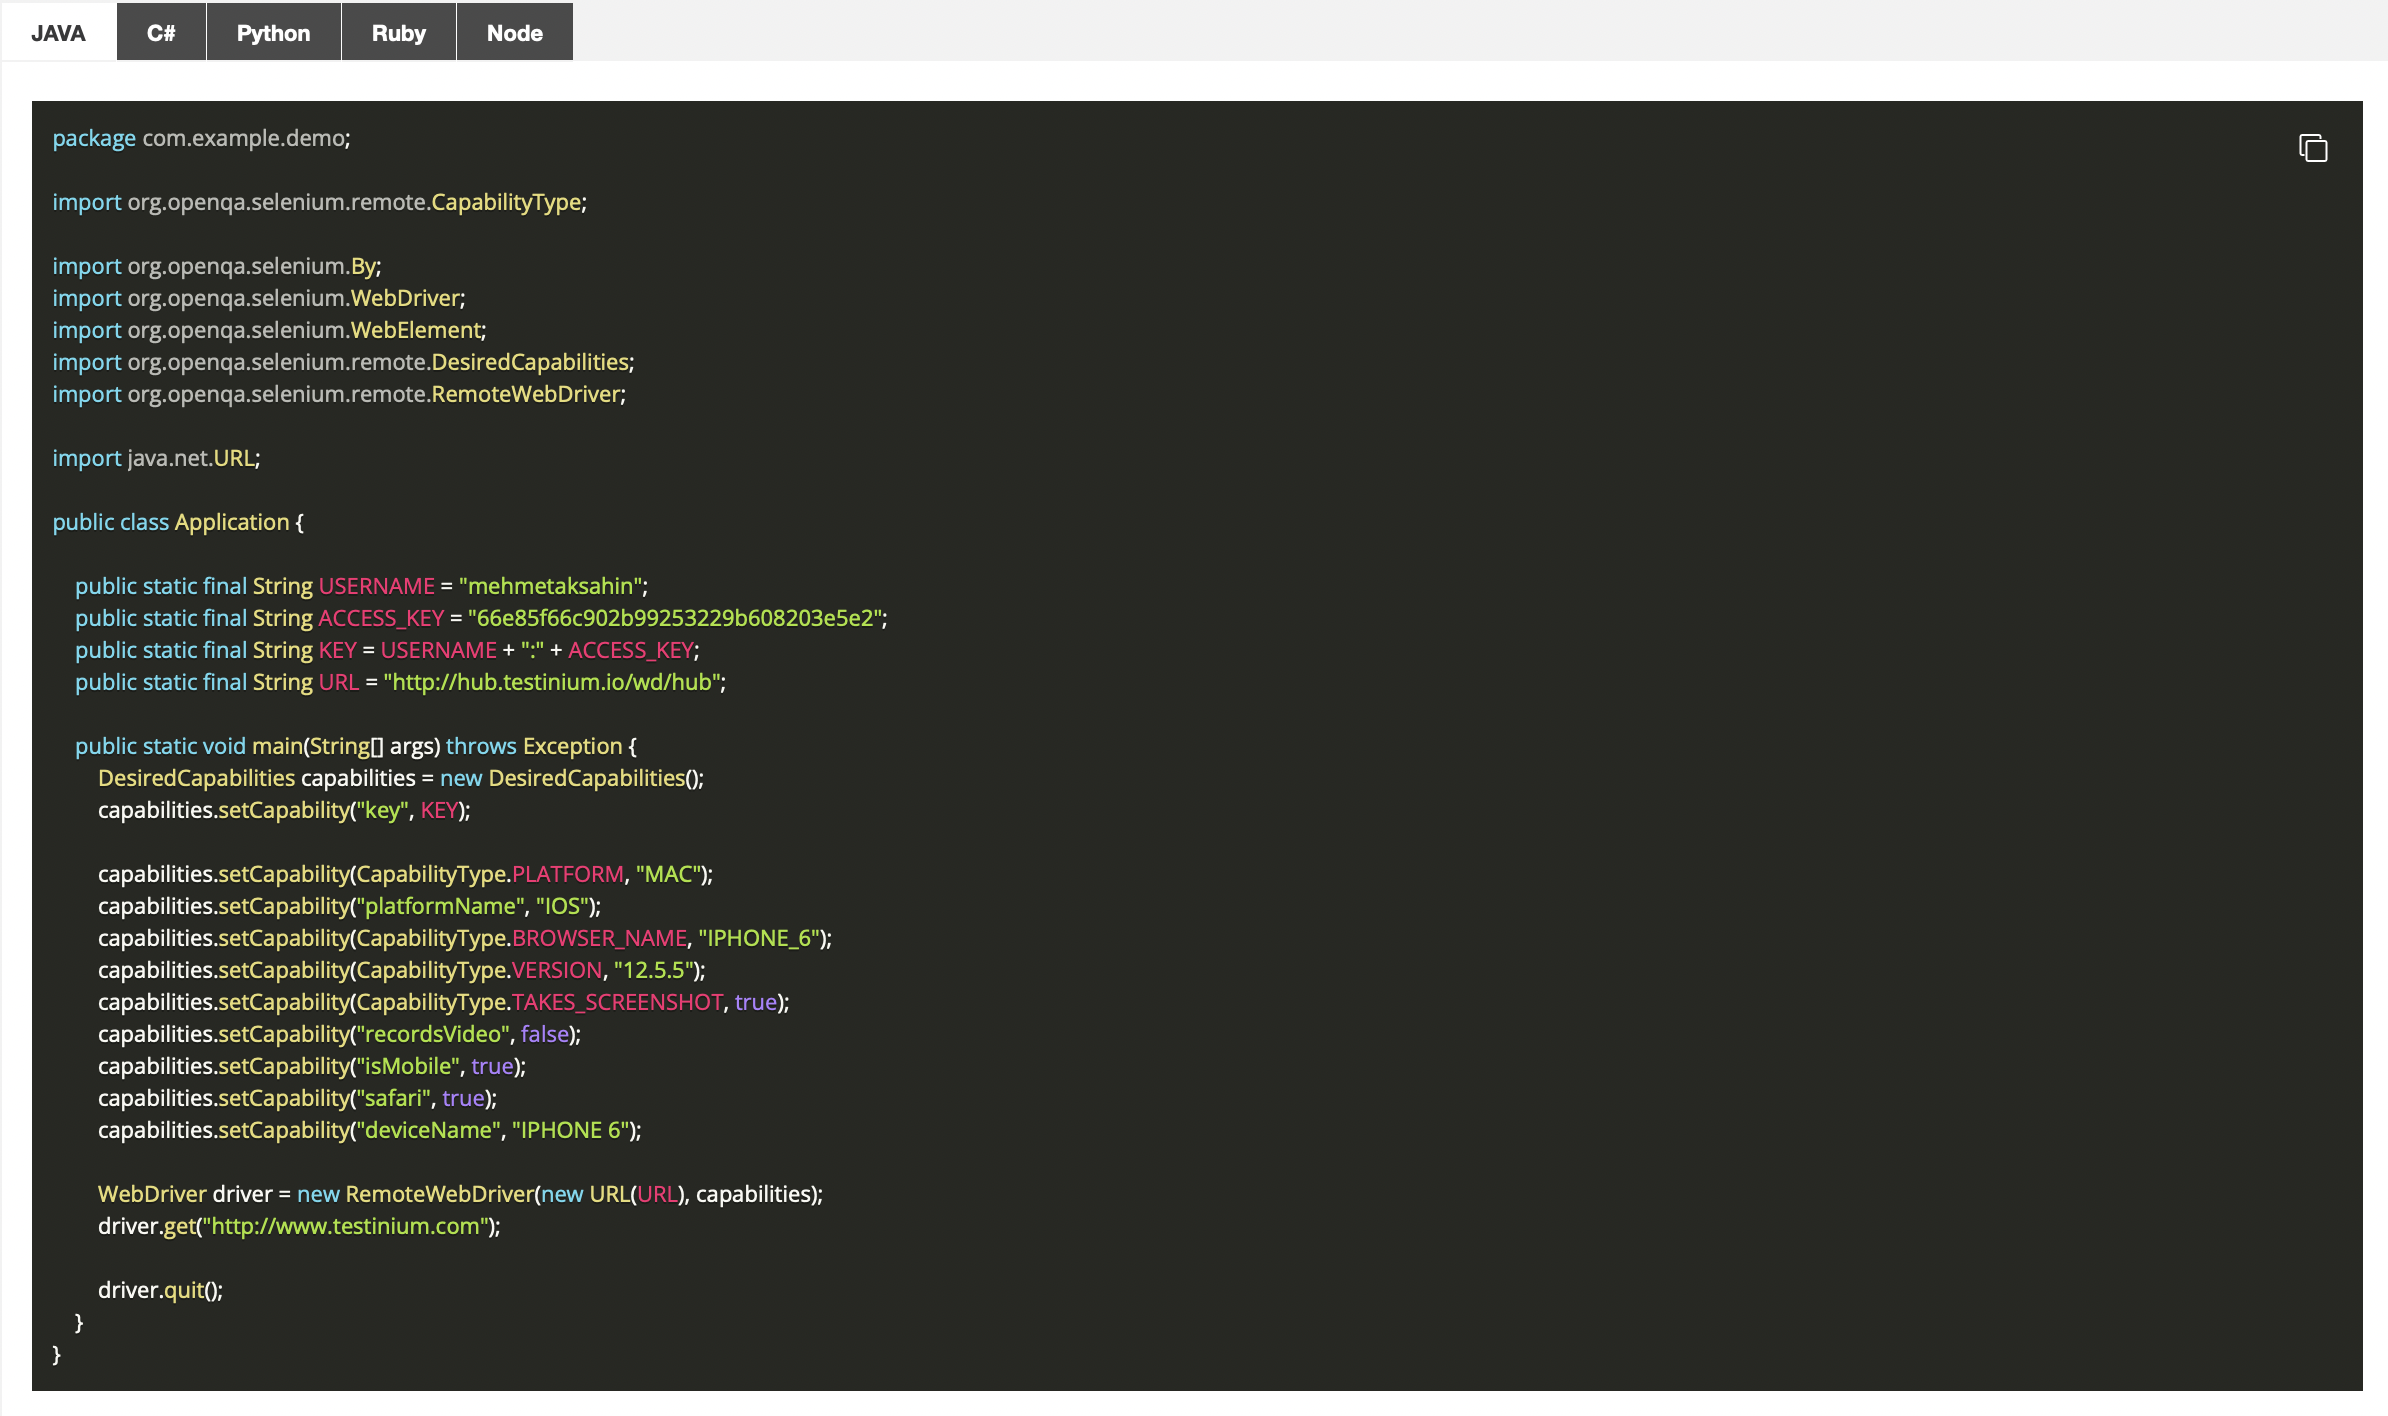 JAVA C# Python Ruby Node
package com.example.demo;
import org.openqa.selenium.remote.CapabilityType;
import org.openqa.selenium.By;
import org.openqa.selenium.WebDriver;
import org.openqa.selenium.WebElement;
import org.openqa.selenium.remote.DesiredCapabilities;
import org.openqa.selenium.remote.RemoteWebDriver;
import java.net.URL;
public class Application {
public static final String USERNAME = "mehmetaksahin";
public static final String ACCESS_KEY = "66e85f66c902b99253229b608203e5e2";
public static final String KEY = USERNAME + ":" + ACCESS_KEY;
public static final String URL = "http://hub.testinium.io/wd/hub";
public static void main(String[] args) throws Exception {
DesiredCapabilities capabilities = new DesiredCapabilities();
capabilities.setCapability("key", KEY);
capabilities.setCapability(CapabilityType.PLATFORM, "MAC");
capabilities.setCapability("platformName", "IOS");
capabilities.setCapability(CapabilityType.BROWSER_NAME, "IPHONE_6");
capabilities.setCapability(CapabilityType.VERSION, "12.5.5");
capabilities.setCapability(CapabilityType.TAKES_SCREENSHOT, true);
capabilities.setCapability("recordsVideo", false);
capabilities.setCapability("isMobile", true);
capabilities.setCapability("safari", true);
capabilities.setCapability("deviceName", "IPHONE 6");
WebDriver driver = new RemoteWebDriver(new URL(URL), capabilities);
driver.get("http://www.testinium.com");
driver.quit();
}
}